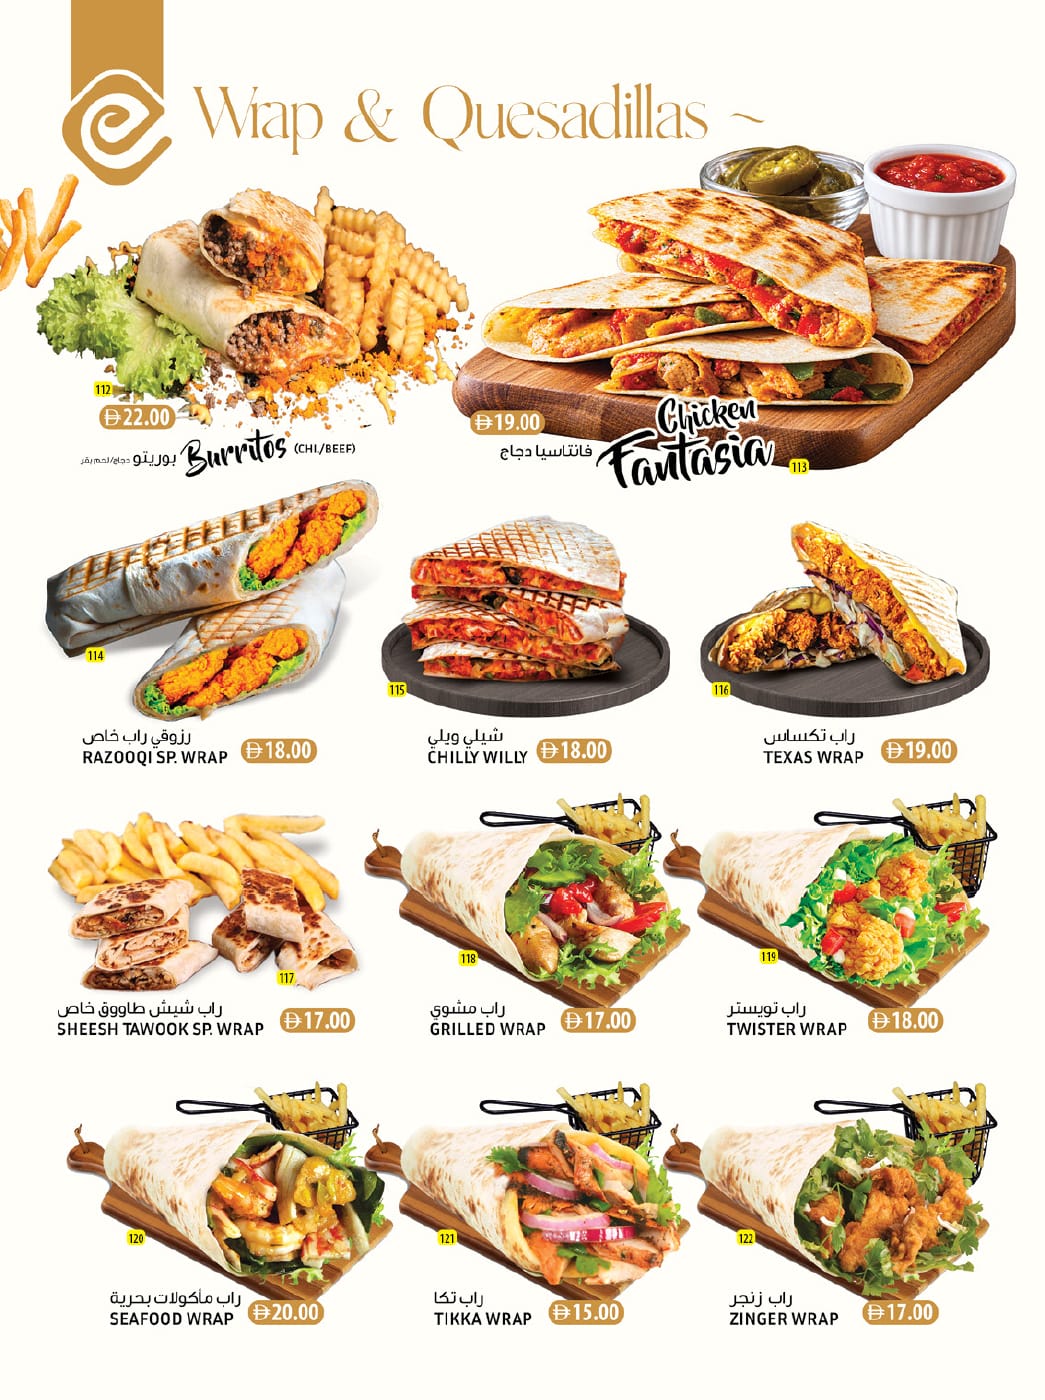 Wrap & Quesadillas ~
112
22.00
بوريتو دجاج/لحم بقر Burritos (CHI./BEEF)
19.00
فانتاسيا دجاج
Chicken
Fantasia
113
114
رزوقي راب خاص
RAZOOQI SP. WRAP
18.00
115
شيلي ويلي
CHILLY WILLY
18.00
116
راب تكساس
TEXAS WRAP
19.00
117
راب شيش طاووق خاص
SHEESH TAWOOK SP. WRAP
17.00
118
راب مشوي
GRILLED WRAP
17.00
119
راب تويستر
TWISTER WRAP
18.00
120
راب مأكولات بحرية
SEAFOOD WRAP
20.00
121
راب تكا
TIKKA WRAP
15.00
122
راب زنجر
ZINGER WRAP
17.00